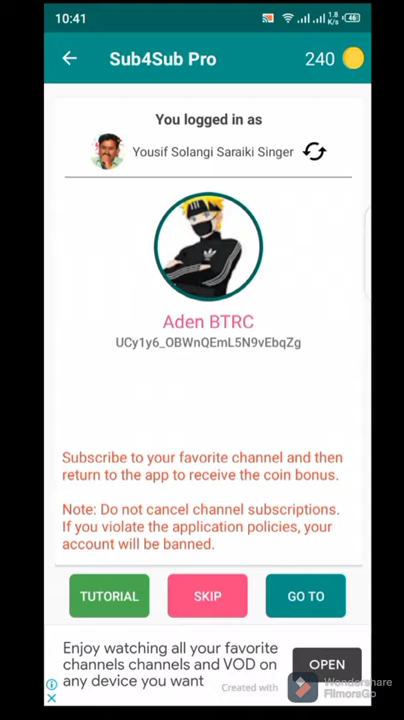 10:41
1.8 K/s
46
Sub4Sub Pro
240
You logged in as
Yousif Solangi Saraiki Singer
Aden BTRC
UCy1y6_OBWnQEmL5N9vEbqZg
Subscribe to your favorite channel and then
return to the app to receive the coin bonus.
Note: Do not cancel channel subscriptions.
If you violate the application policies, your
account will be banned.
TUTORIAL
SKIP
GO TO
Enjoy watching all your favorite
channels channels and VOD on
any device you want
OPEN
Created with
Wondershare
FilmoraGo